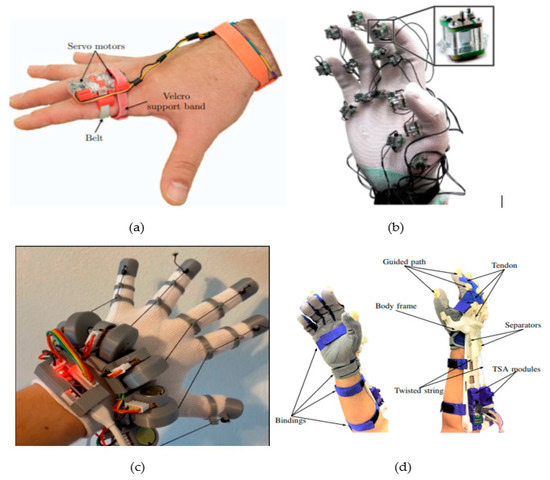 Servo motors
Velcro
support band
Belt
(a)
(b)
Guided path
Tendon
Body frame
Separators
TSA modules
Twisted string
Bindings
(c)
(d)